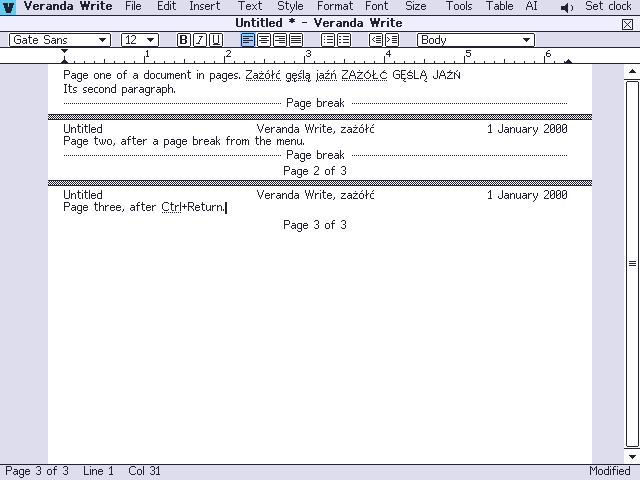 Veranda Write File Edit Insert Text Style Format Font Size Tools Table AI Set clock
Untitled * - Veranda Write
Gate Sans 12 B I U Body
1 2 3 4 5 6
Page one of a document in pages. Zażółć gęślą jaźń ZAŻÓŁĆ GĘŚLĄ JAŹŃ
Its second paragraph.
Page break
Untitled Veranda Write, zażółć 1 January 2000
Page two, after a page break from the menu.
Page break
Page 2 of 3
Untitled Veranda Write, zażółć 1 January 2000
Page three, after Ctrl+Return.
Page 3 of 3
Page 3 of 3 Line 1 Col 31 Modified